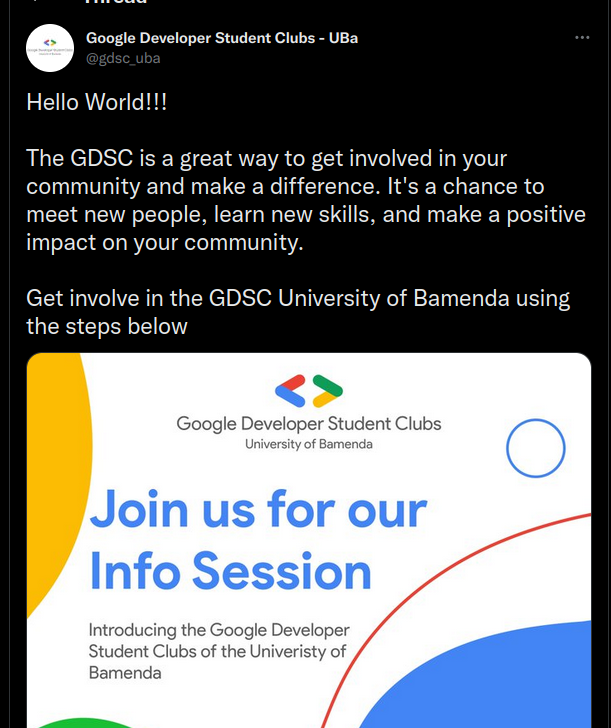 Thread
Google Developer Student Clubs - UBa
@gdsc_uba
Hello World!!!
The GDSC is a great way to get involved in your
community and make a difference. It's a chance to
meet new people, learn new skills, and make a positive
impact on your community.
Get involve in the GDSC University of Bamenda using
the steps below
Google Developer Student Clubs
University of Bamenda
Join us for our
Info Session
Introducing the Google Developer
Student Clubs of the Univeristy of
Bamenda